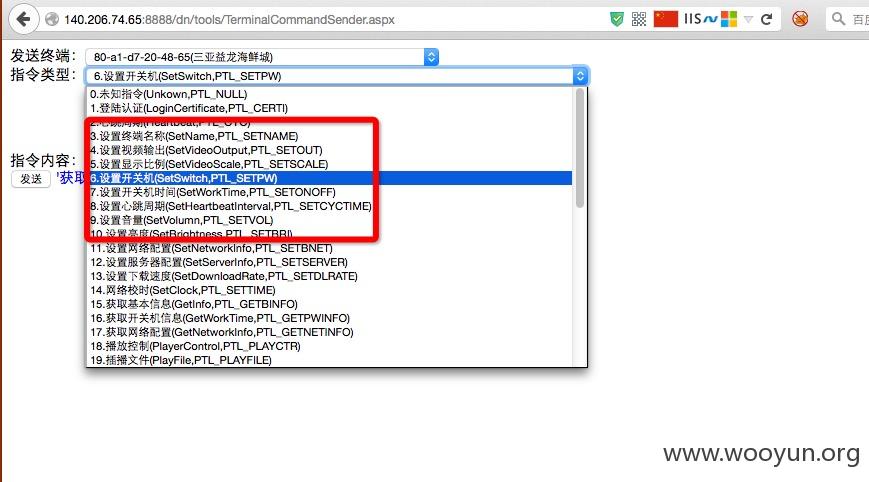 140.206.74.65:8888/dn/tools/TerminalCommandSender.aspx
IIS
百
发送终端: 80-a1-d7-20-48-65(三亚益龙海鲜城)
指令类型: 6.设置开关机(SetSwitch,PTL_SETPW)
0.未知指令(Unkown,PTL_NULL)
1.登陆认证(LoginCertificate,PTL_CERTI)
2.心跳周期(Heartbeat,PTL_CYC)
3.设置终端名称(SetName,PTL_SETNAME)
4.设置视频输出(SetVideoOutput,PTL_SETOUT)
5.设置显示比例(SetVideoScale,PTL_SETSCALE)
指令内容:
6.设置开关机(SetSwitch,PTL_SETPW)
发送 '获取
7.设置开关机时间(SetWorkTime,PTL_SETONOFF)
8.设置心跳周期(SetHeartbeatInterval,PTL_SETCYCTIME)
9.设置音量(SetVolumn,PTL_SETVOL)
10.设置亮度(SetBrightness,PTL_SETBRI)
11.设置网络配置(SetNetworkInfo,PTL_SETBNET)
12.设置服务器配置(SetServerInfo,PTL_SETSERVER)
13.设置下载速度(SetDownloadRate,PTL_SETDLRATE)
14.网络校时(SetClock,PTL_SETTIME)
15.获取基本信息(GetInfo,PTL_GETBINFO)
16.获取开关机信息(GetWorkTime,PTL_GETPWINFO)
17.获取网络配置(GetNetworkInfo,PTL_GETNETINFO)
18.播放控制(PlayerControl,PTL_PLAYCTR)
19.插播文件(PlayFile,PTL_PLAYFILE)
www.wooyun.org